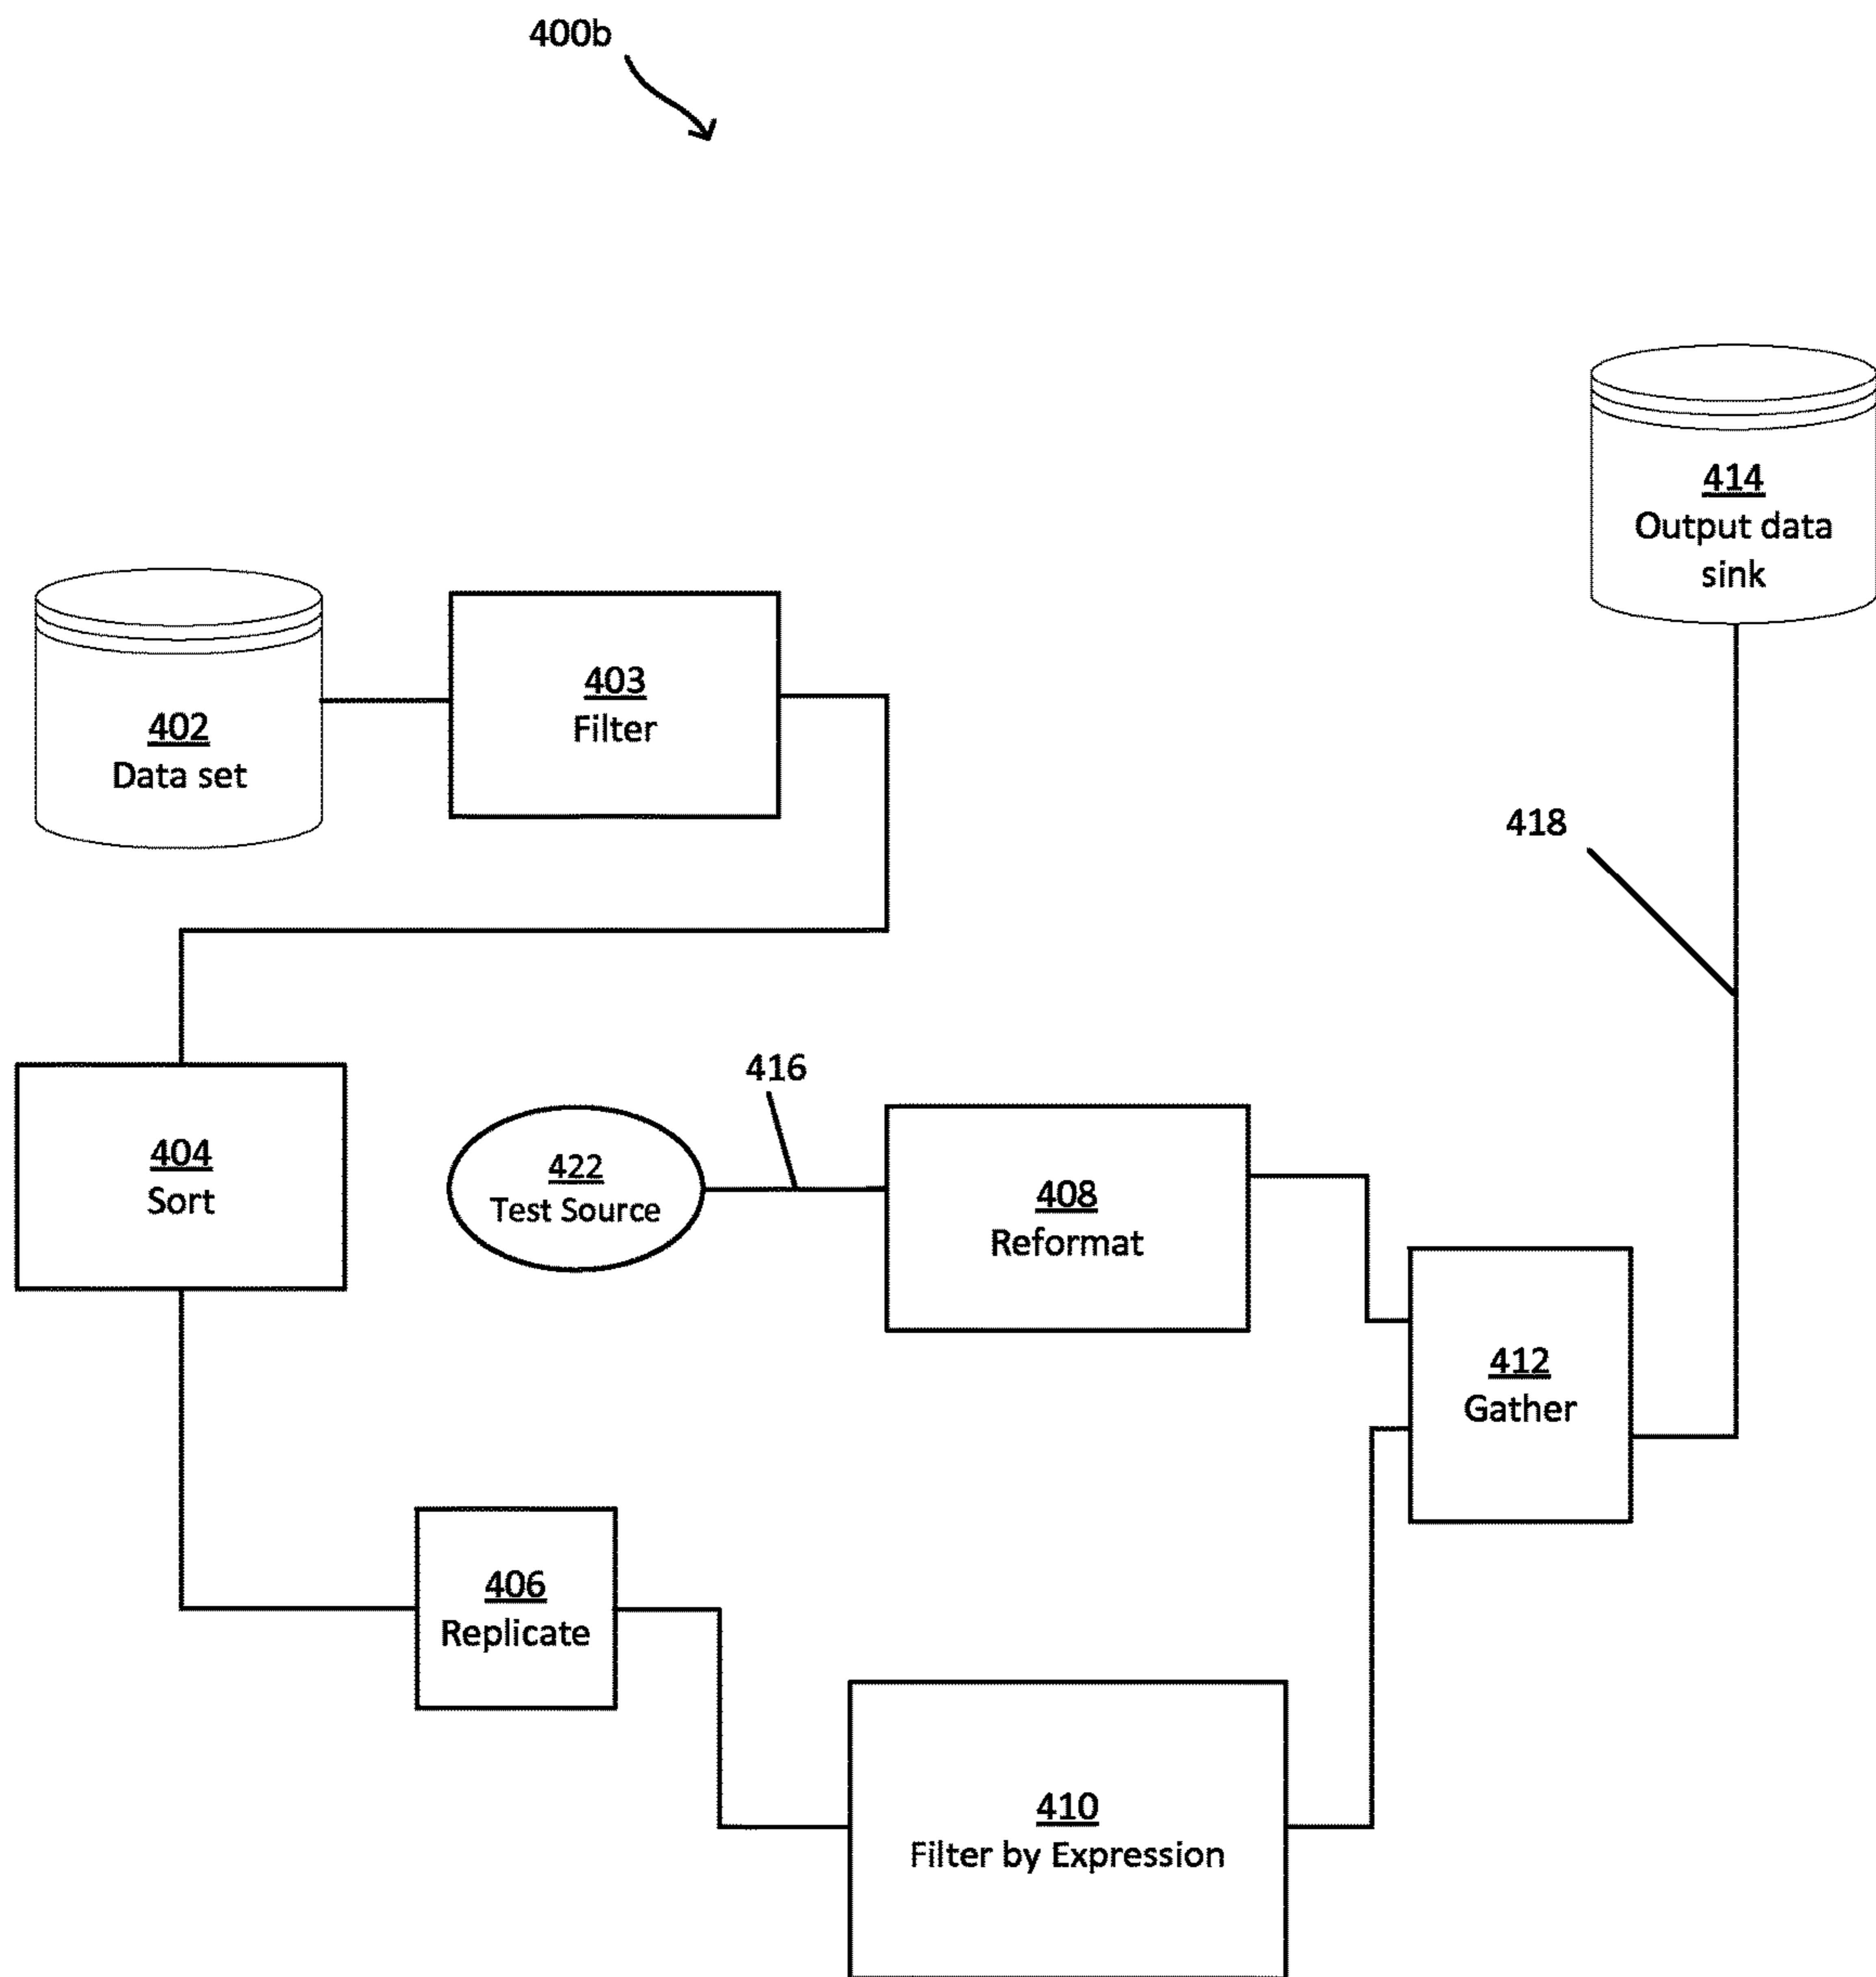 400b
414
Output data
sink
402
Data set
403
Filter
418
404
Sort
422
Test Source
416
408
Reformat
412
Gather
406
Replicate
410
Filter by Expression